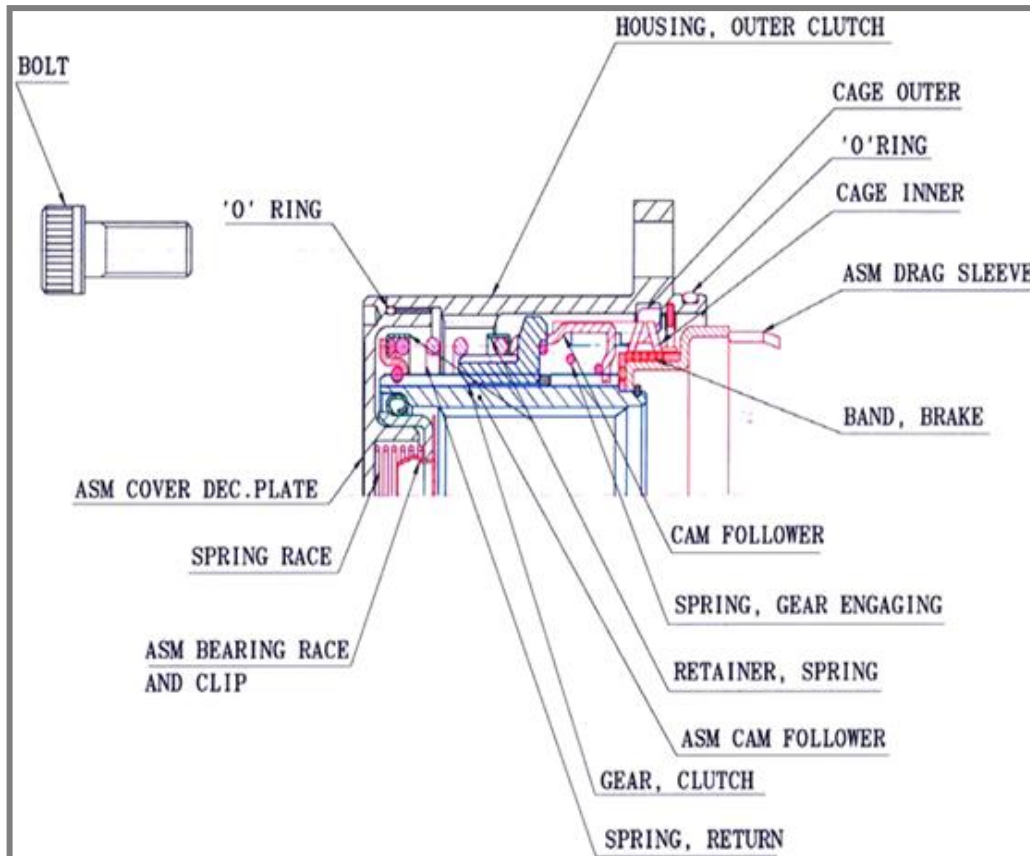 HOUSING, OUTER CLUTCH
BOLT
CAGE OUTER
'O'RING
'O' RING
CAGE INNER
ASM DRAG SLEEVE
BAND, BRAKE
ASM COVER DEC.PLATE
CAM FOLLOWER
SPRING RACE
SPRING, GEAR ENGAGING
ASM BEARING RACE
AND CLIP
RETAINER, SPRING
ASM CAM FOLLOWER
GEAR, CLUTCH
SPRING, RETURN